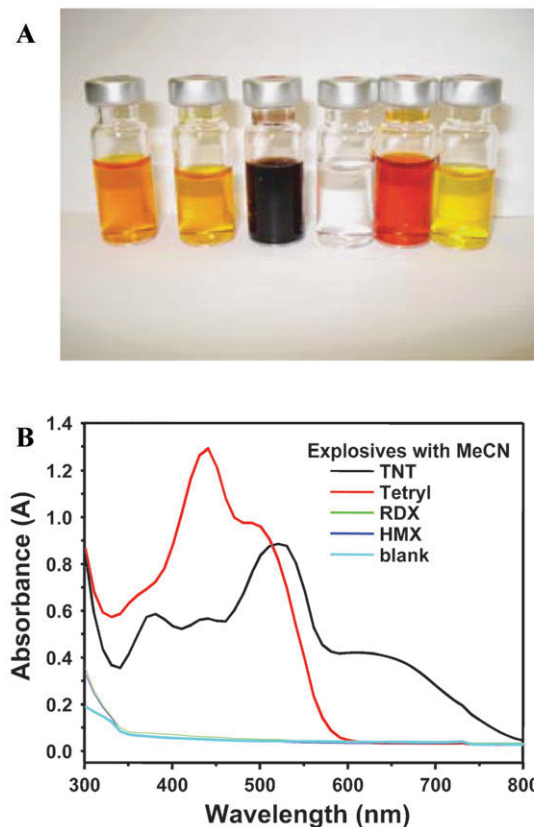 A
B
Explosives with MeCN
TNT
Tetryl
RDX
HMX
blank
Absorbance (A)
1.4
1.2
1.0
0.8
0.6
0.4
0.2
0.0
300 400 500 600 700 800
Wavelength (nm)